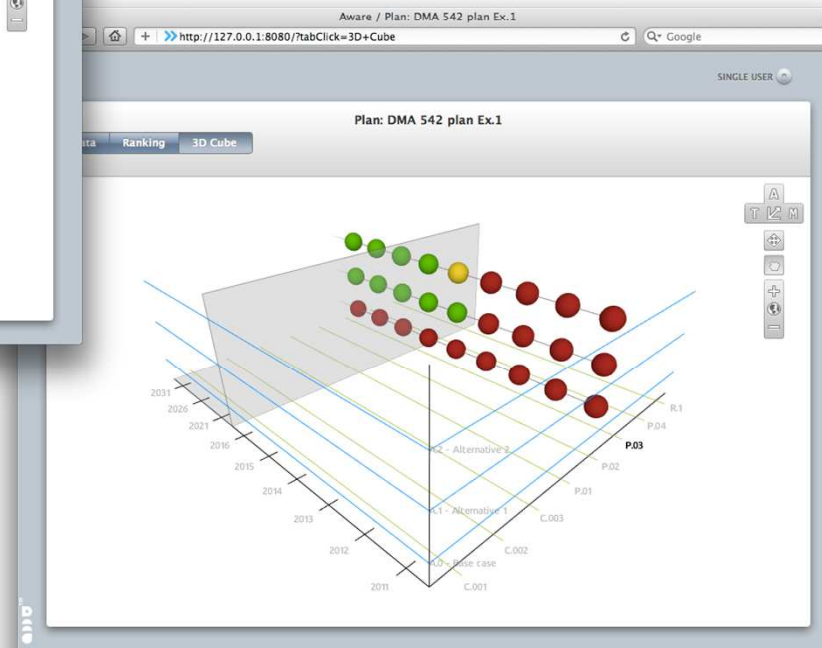 Aware / Plan: DMA 542 plan Ex.1
http://127.0.0.1:8080/?tabClick=3D+Cube
Google
SINGLE USER
Plan: DMA 542 plan Ex.1
Ranking
3D Cube
A
T
M
2031
2026
2021
2016
2015
2014
2013
2012
2011
A.2 - Alternative 2
A.1 - Alternative 1
A.0 - Base case
R.1
P.04
P.03
P.02
P.01
C.003
C.002
C.001